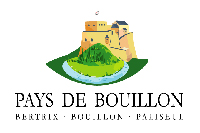 PAYS DE BOUILLON
BERTRIX · BOUILLON · PALISEUL